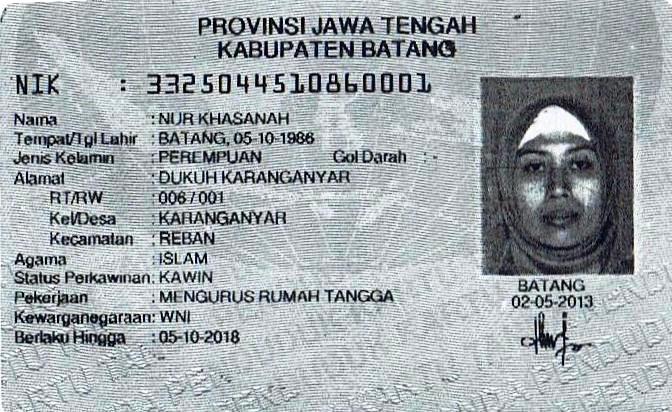 PROVINSI JAWA TENGAH
KABUPATEN BATANG
NIK : 3325044510860001
Nama : NUR KHASANAH
Tempat/Tgl Lahir : BATANG, 05-10-1986
Jenis Kelamin : PEREMPUAN Gol Darah : -
Alamat : DUKUH KARANGANYAR
RT/RW : 006 / 001
Kel/Desa : KARANGANYAR
Kecamatan : REBAN
Agama : ISLAM
Status Perkawinan: KAWIN
Pekerjaan : MENGURUS RUMAH TANGGA
Kewarganegaraan: WNI
Berlaku Hingga : 05-10-2018
BATANG
02-05-2013